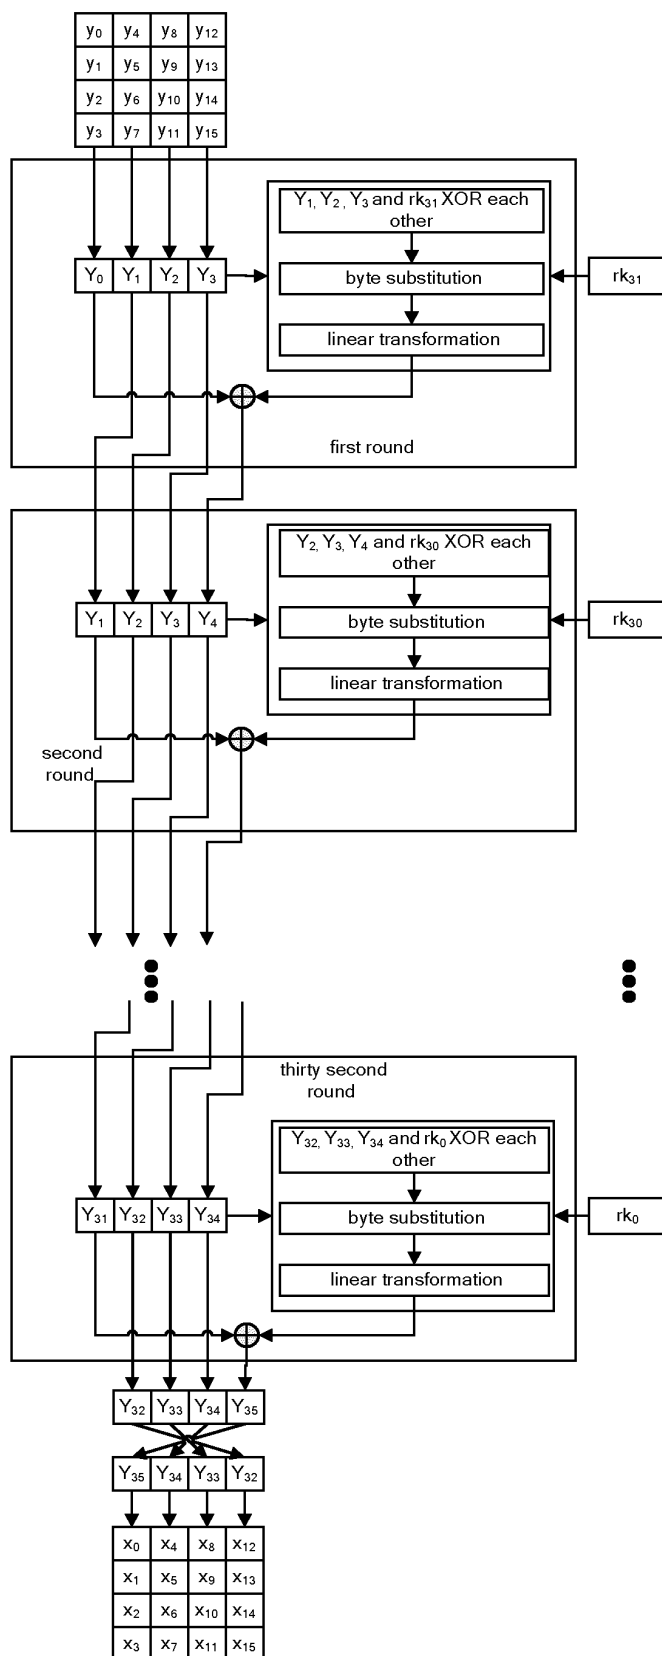 y₀ y₄ y₈ y₁₂
y₁ y₅ y₉ y₁₃
y₂ y₆ y₁₀ y₁₄
y₃ y₇ y₁₁ y₁₅
Y₁, Y₂, Y₃ and rk₃₁ XOR each
other
Y₀ Y₁ Y₂ Y₃
byte substitution
rk₃₁
linear transformation
first round
Y₂, Y₃, Y₄ and rk₃₀ XOR each
other
Y₁ Y₂ Y₃ Y₄
byte substitution
rk₃₀
linear transformation
second
round
thirty second
round
Y₃₂, Y₃₃, Y₃₄ and rk₀ XOR each
other
Y₃₁ Y₃₂ Y₃₃ Y₃₄
byte substitution
rk₀
linear transformation
Y₃₂ Y₃₃ Y₃₄ Y₃₅
Y₃₅ Y₃₄ Y₃₃ Y₃₂
x₀ x₄ x₈ x₁₂
x₁ x₅ x₉ x₁₃
x₂ x₆ x₁₀ x₁₄
x₃ x₇ x₁₁ x₁₅